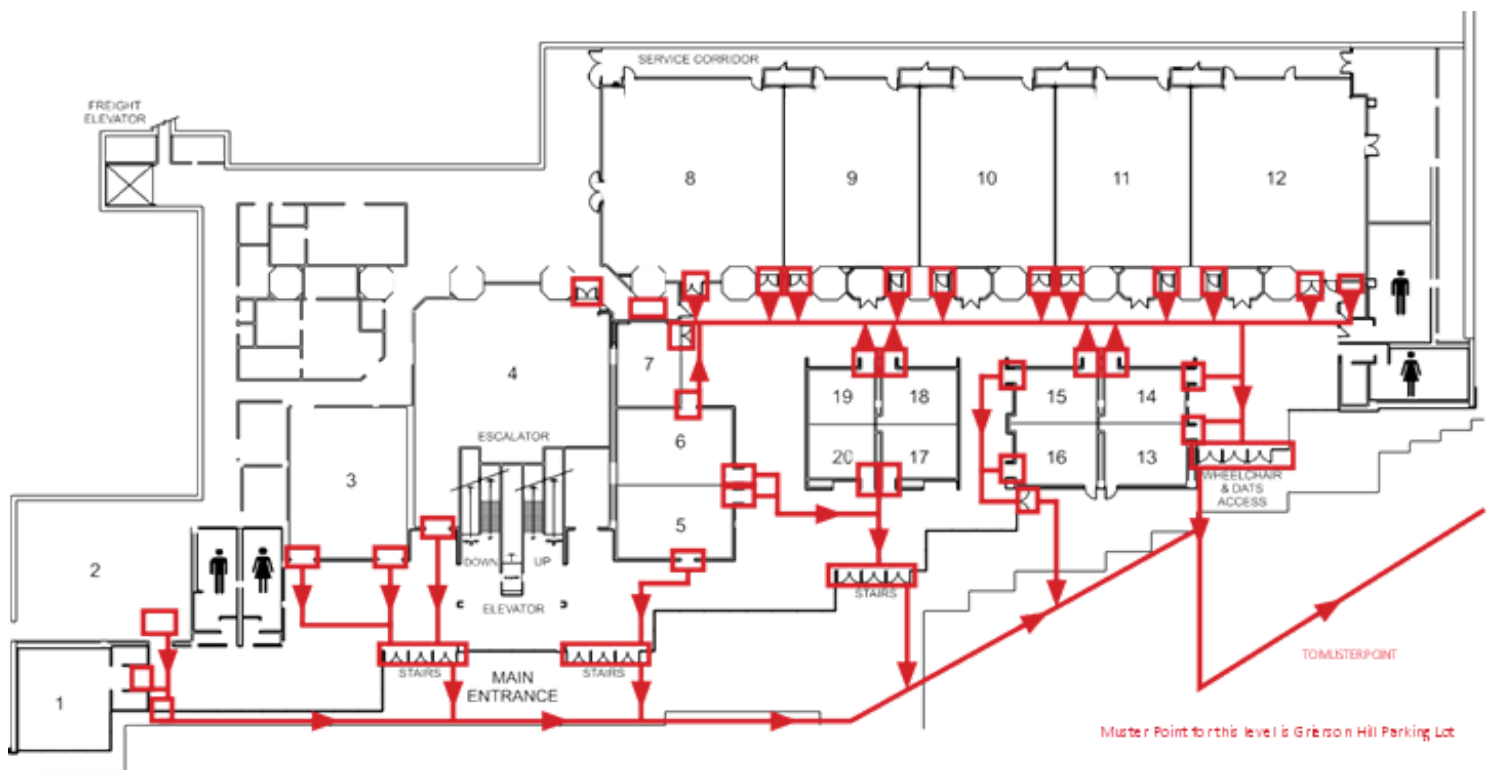 SERVICE CORRIDOR
FREIGHT
ELEVATOR
8
9
10
11
12
7
4
19
18
15
14
ESCALATOR
6
3
20
17
16
13
WHEELCHAIR
& DATS
ACCESS
5
2
DOWN
UP
STAIRS
ELEVATOR
STAIRS
STAIRS
MAIN
ENTRANCE
1
TO MUSTER POINT
Muster Point for this level is Grierson Hill Parking Lot